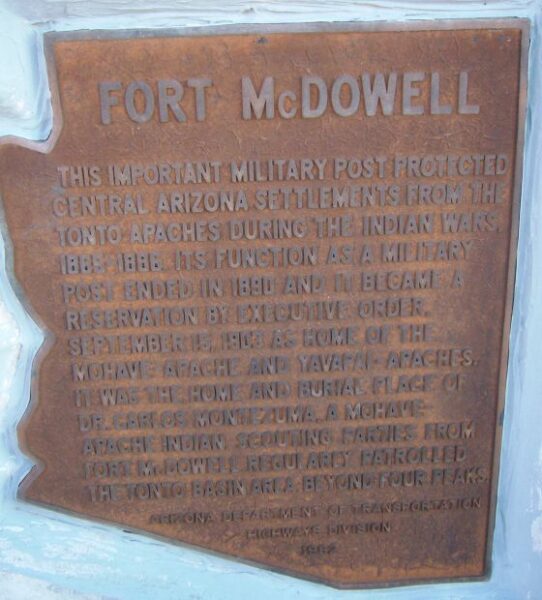 FORT McDOWELL
THIS IMPORTANT MILITARY POST PROTECTED
CENTRAL ARIZONA SETTLEMENTS FROM THE
TONTO APACHES DURING THE INDIAN WARS,
1865-1886. ITS FUNCTION AS A MILITARY
POST ENDED IN 1890 AND IT BECAME A
RESERVATION BY EXECUTIVE ORDER,
SEPTEMBER 15, 1903 AS HOME OF THE
MOHAVE-APACHE AND YAVAPAI-APACHES.
IT WAS THE HOME AND BURIAL PLACE OF
DR. CARLOS MONTEZUMA, A MOHAVE-
APACHE INDIAN. SCOUTING PARTIES FROM
FORT McDOWELL REGULARLY PATROLLED
THE TONTO BASIN AREA, BEYOND FOUR PEAKS.
ARIZONA DEPARTMENT OF TRANSPORTATION
HIGHWAYS DIVISION